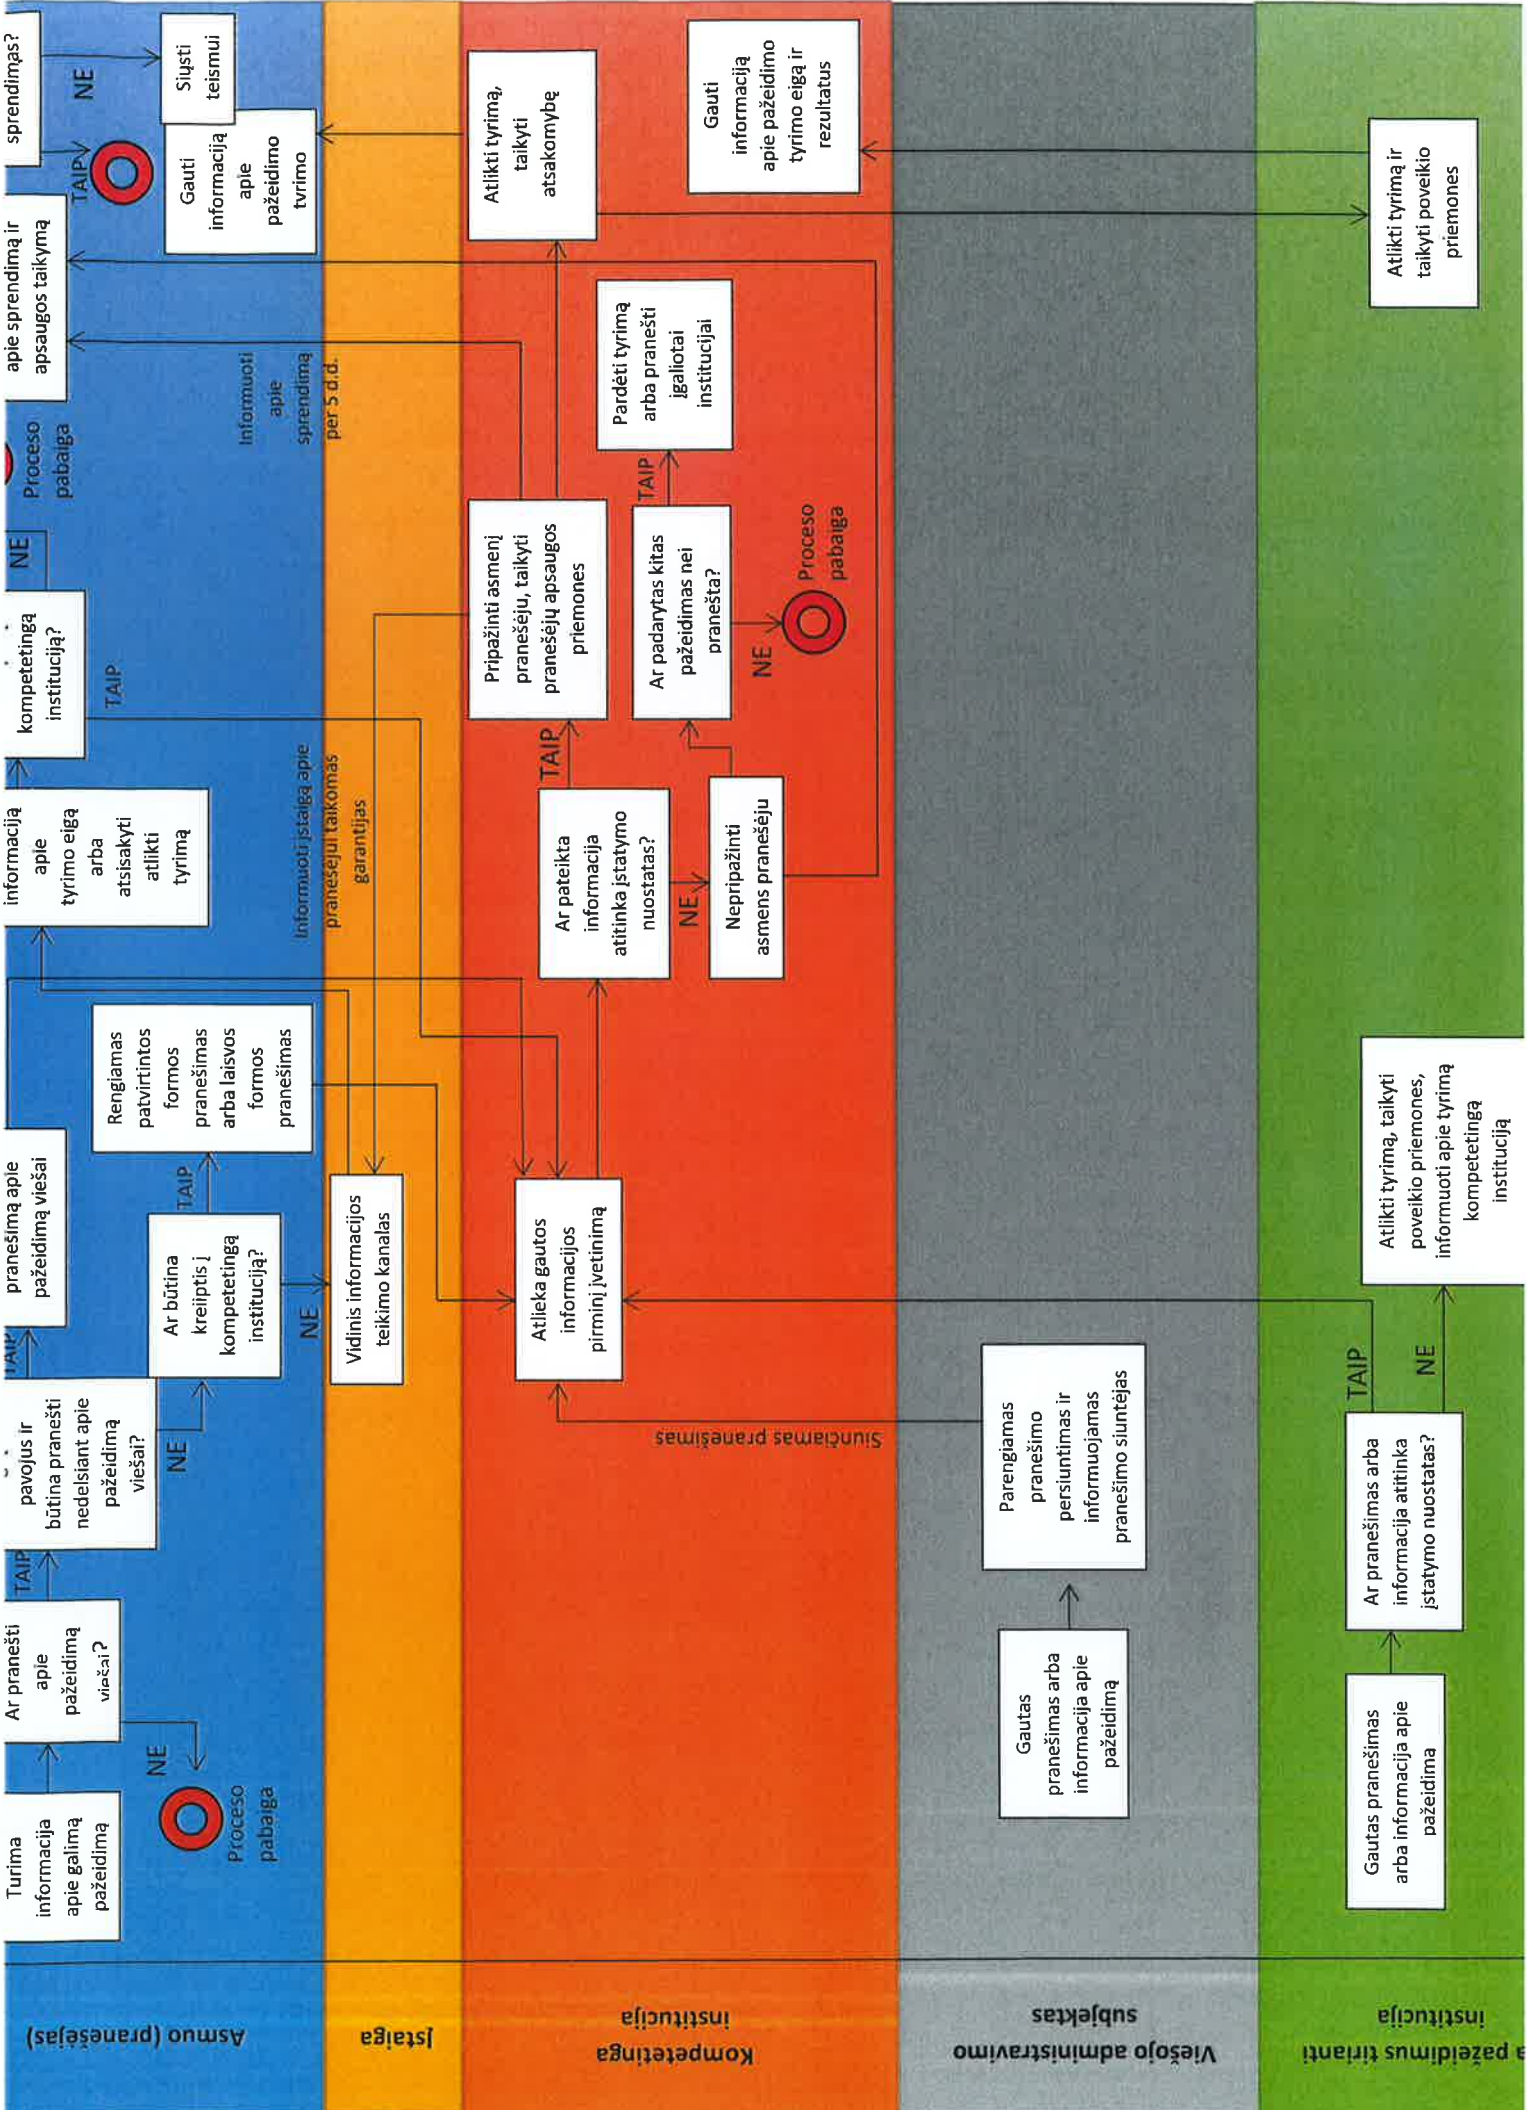 Asmuo (pranešėjas)
Turima
informacija
apie galimą
pažeidimą
Ar pranešti
apie
pažeidimą
viešai?
NE
Proceso
pabaiga
TAIP
pavojus ir
būtina pranešti
nedelsiant apie
pažeidimą
viešai?
TAIP
NE
pranešimą apie
pažeidimą viešai
Ar būtina
kreiiptis į
kompetetingą
instituciją?
TAIP
NE
Rengiamas
patvirtintos
formos
pranešimas
arba laisvos
formos
pranešimas
informaciją
apie
tyrimo eigą
arba
atsisakyti
atlikti
tyrimą
kompetetingą
instituciją?
NE
TAIP
Proceso
pabaiga
apie sprendimą ir
apsaugos taikymą
sprendimas?
TAIP
NE
Siųsti
teismui
Gauti
informaciją
apie
pažeidimo
tvrimo
Informuoti
apie
sprendimą
per 5 d.d.
Įstaiga
Vidinis informacijos
teikimo kanalas
Informuoti įstaigą apie
pranešėjui taikomas
garantijas
Kompetetinga
institucija
Atlieka gautos
informacijos
pirminį įvetinimą
Ar pateikta
informacija
atitinka įstatymo
nuostatas?
TAIP
NE
Pripažinti asmenį
pranešėju, taikyti
pranešėjų apsaugos
priemones
Nepripažinti
asmens pranešėju
Ar padarytas kitas
pažeidimas nei
pranešta?
TAIP
NE
Proceso
pabaiga
Pardėti tyrimą
arba pranešti
įgaliotai
institucijai
Atlikti tyrimą,
taikyti
atsakomybę
Gauti
informaciją
apie pažeidimo
tyrimo eigą ir
rezultatus
Viešojo administravimo
subjektas
Gautas
pranešimas arba
informacija apie
pažeidimą
Parengiamas
pranešimo
persiuntimas ir
informuojamas
pranešimo siuntėjas
Siunčiamas pranešimas
a pažeidimus tirianti
institucija
Gautas pranešimas
arba informacija apie
pažeidima
Ar pranešimas arba
informacija atitinka
įstatymo nuostatas?
TAIP
NE
Atlikti tyrimą, taikyti
poveikio priemones,
informuoti apie tyrimą
kompetetingą
instituciją
Atlikti tyrimą ir
taikyti poveikio
priemones